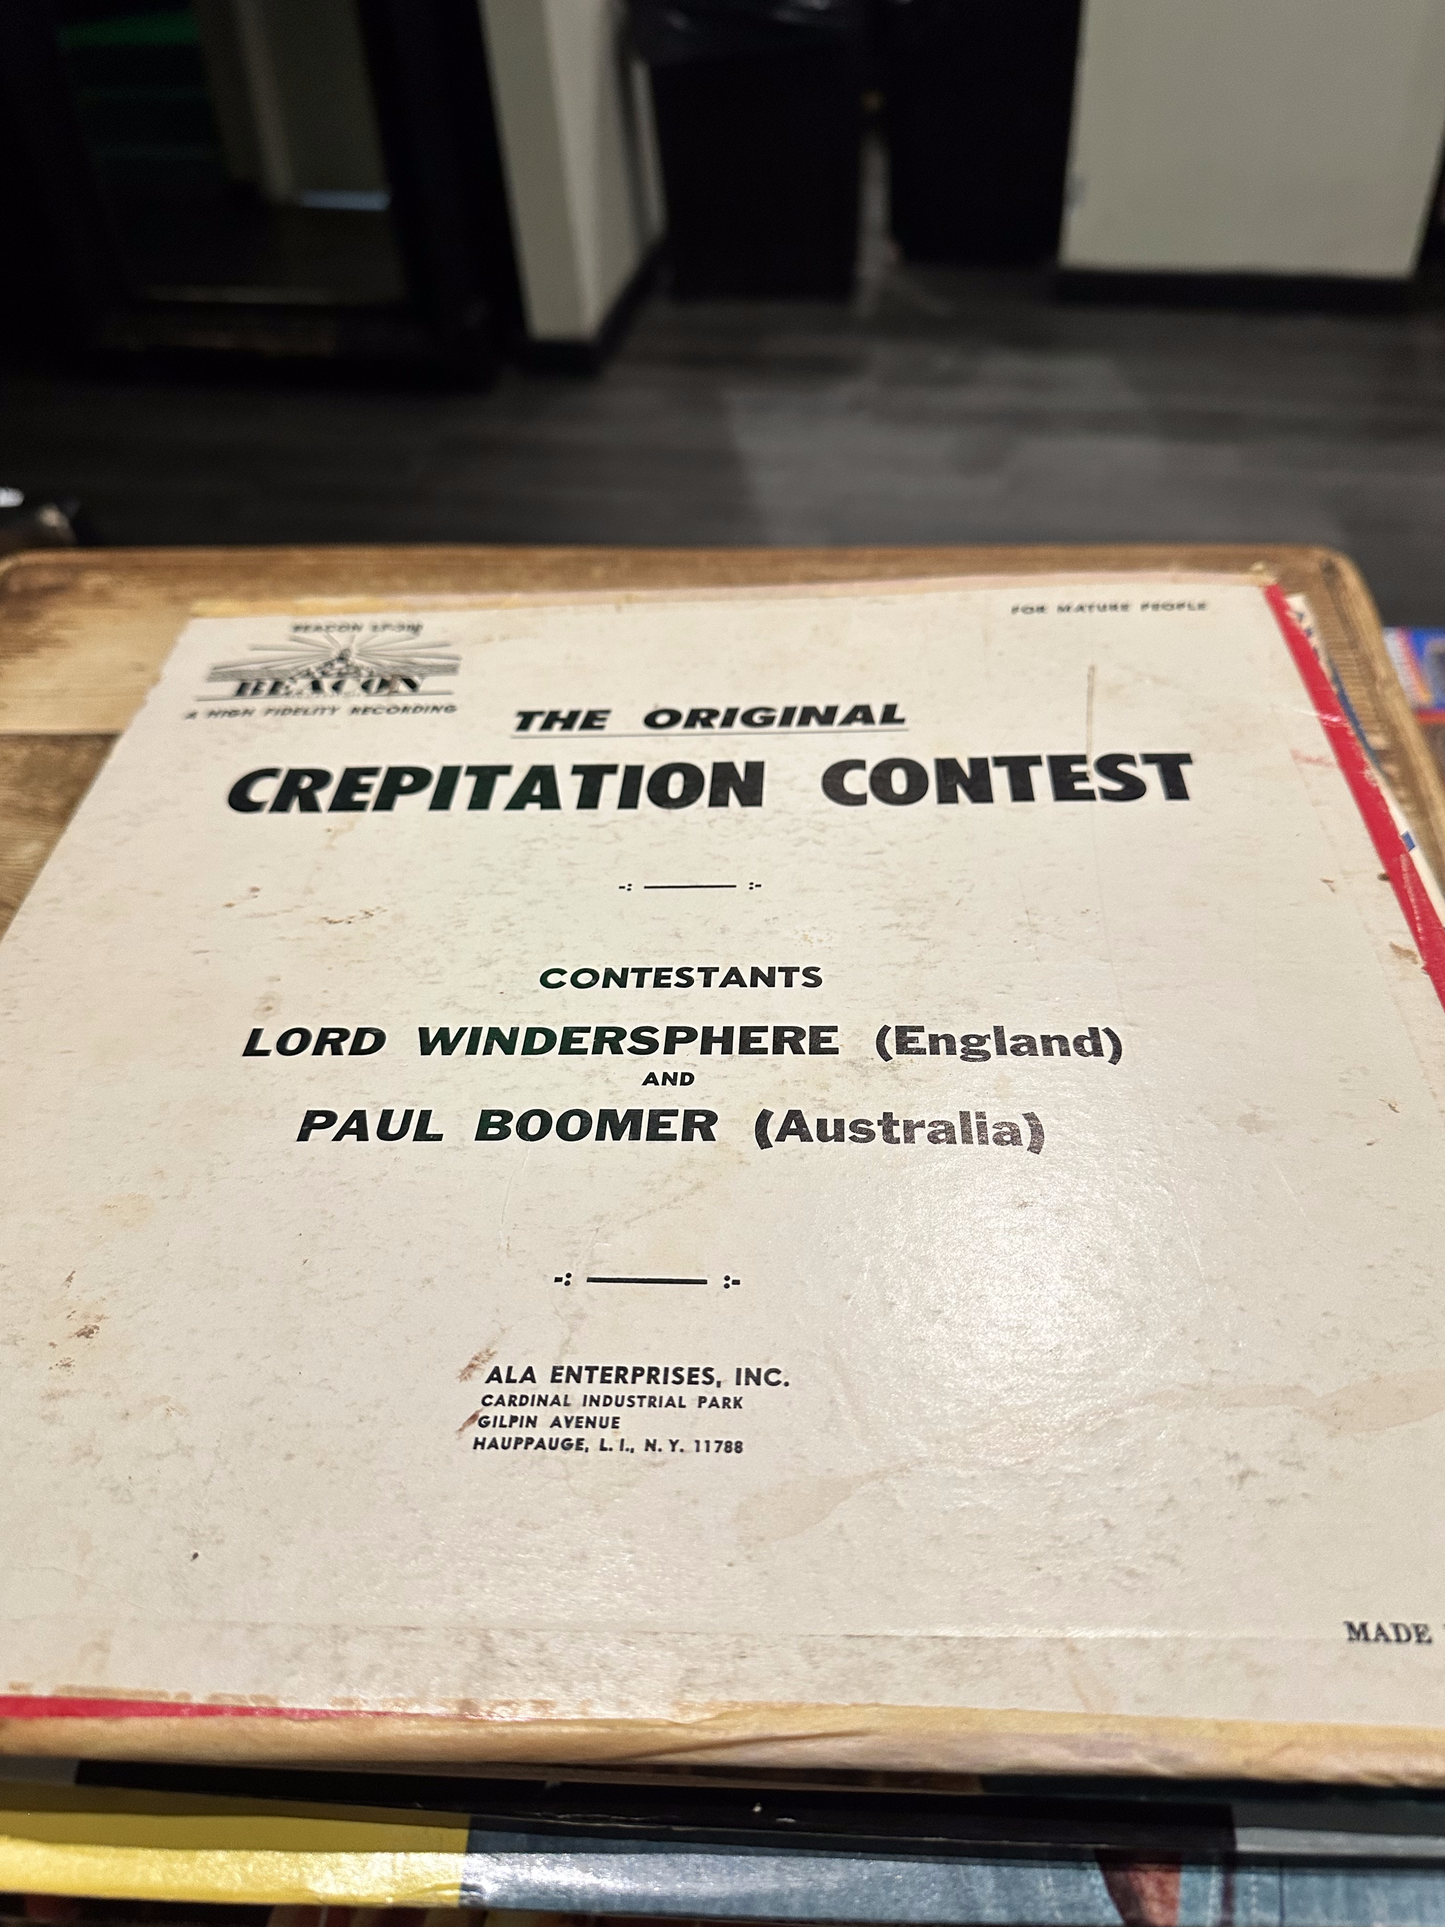 FOR MATURE PEOPLE
BEACON
A HIGH FIDELITY RECORDING
THE ORIGINAL
CREPITATION CONTEST
-: ——— :-
CONTESTANTS
LORD WINDERSPHERE (England)
AND
PAUL BOOMER (Australia)
-: ——— :-
ALA ENTERPRISES, INC.
CARDINAL INDUSTRIAL PARK
GILPIN AVENUE
HAUPPAUGE, L. I., N. Y. 11788
MADE